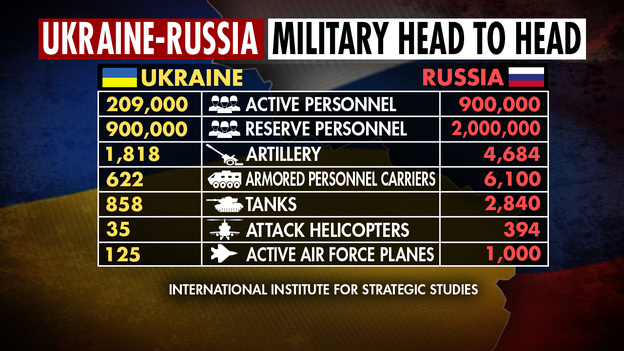 UKRAINE-RUSSIA MILITARY HEAD TO HEAD
UKRAINE RUSSIA
209,000 ACTIVE PERSONNEL 900,000
900,000 RESERVE PERSONNEL 2,000,000
1,818 ARTILLERY 4,684
622 ARMORED PERSONNEL CARRIERS 6,100
858 TANKS 2,840
35 ATTACK HELICOPTERS 394
125 ACTIVE AIR FORCE PLANES 1,000
INTERNATIONAL INSTITUTE FOR STRATEGIC STUDIES